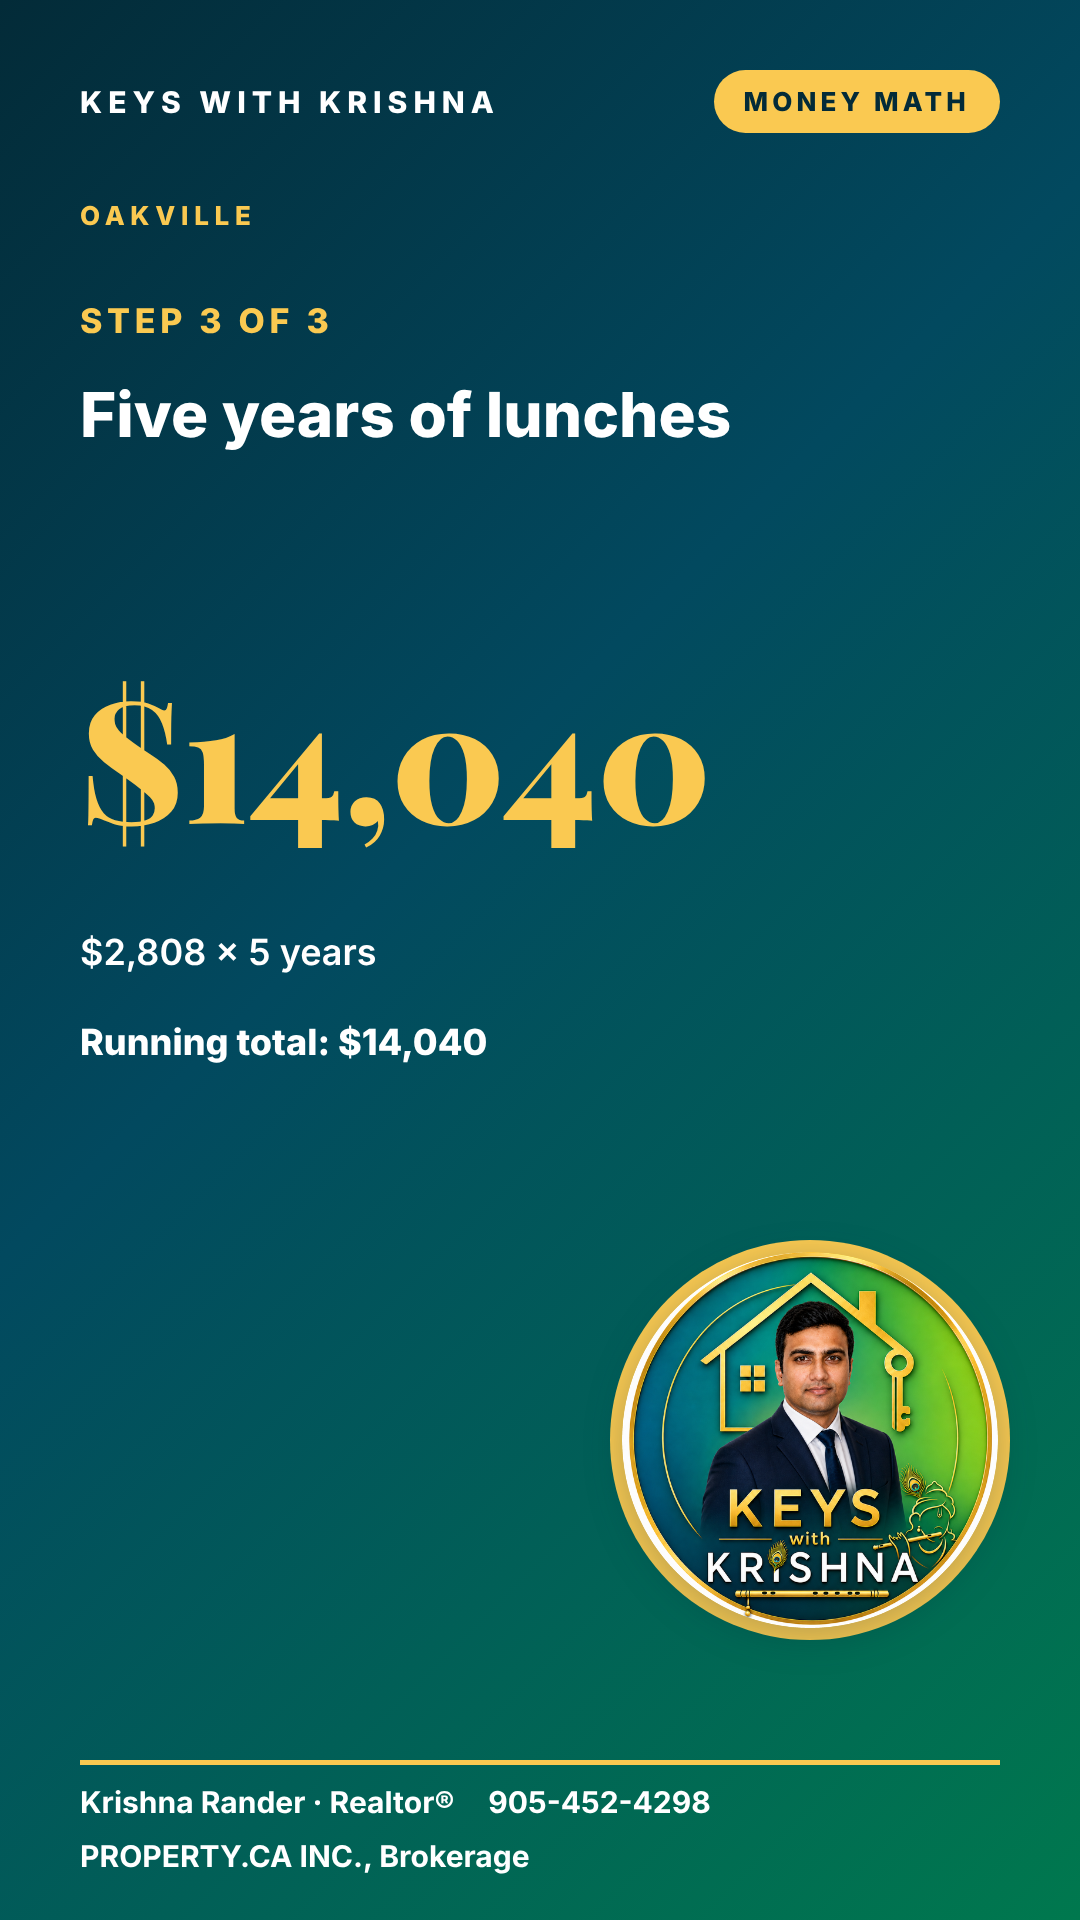 KEYS WITH KRISHNA
MONEY MATH
OAKVILLE
STEP 3 OF 3
Five years of lunches
$14,040
$2,808 × 5 years
Running total: $14,040
KEYS
with
KRISHNA
Krishna Rander · Realtor® 905-452-4298
PROPERTY.CA INC., Brokerage